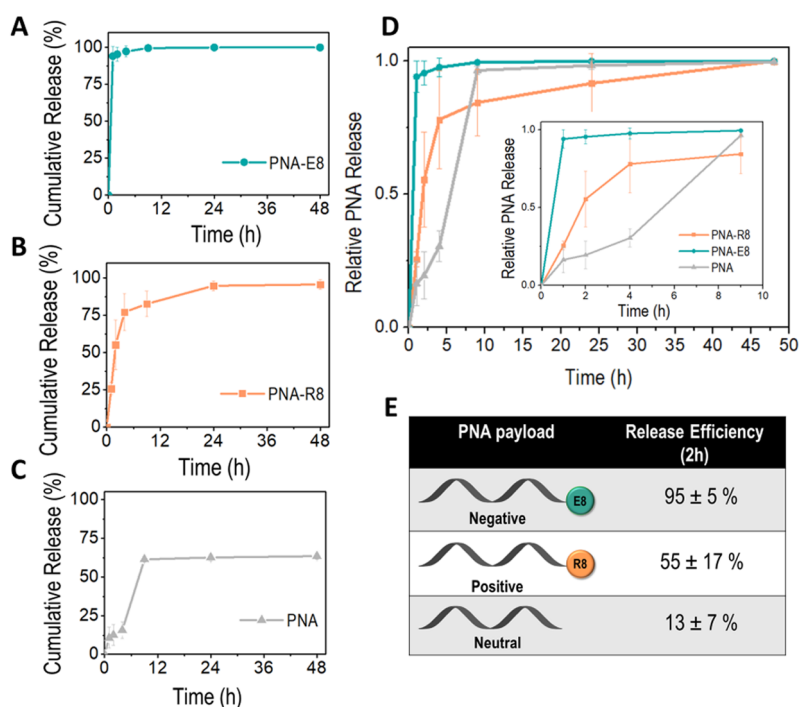 A
Cumulative Release (%)
100
75
50
25
0
PNA-E8
0 12 24 36 48
Time (h)
B
Cumulative Release (%)
100
75
50
25
0
PNA-R8
0 12 24 36 48
Time (h)
C
Cumulative Release (%)
100
75
50
25
0
PNA
0 12 24 36 48
Time (h)
D
Relative PNA Release
1.0
0.5
0.0
0 5 10 15 20 25 30 35 40 45 50
Time (h)
Relative PNA Release
1.0
0.5
0.0
PNA-R8
PNA-E8
PNA
0 2 4 6 8 10
Time (h)
E
PNA payload Release Efficiency
(2h)
E8
Negative
95 ± 5 %
R8
Positive
55 ± 17 %
Neutral
13 ± 7 %